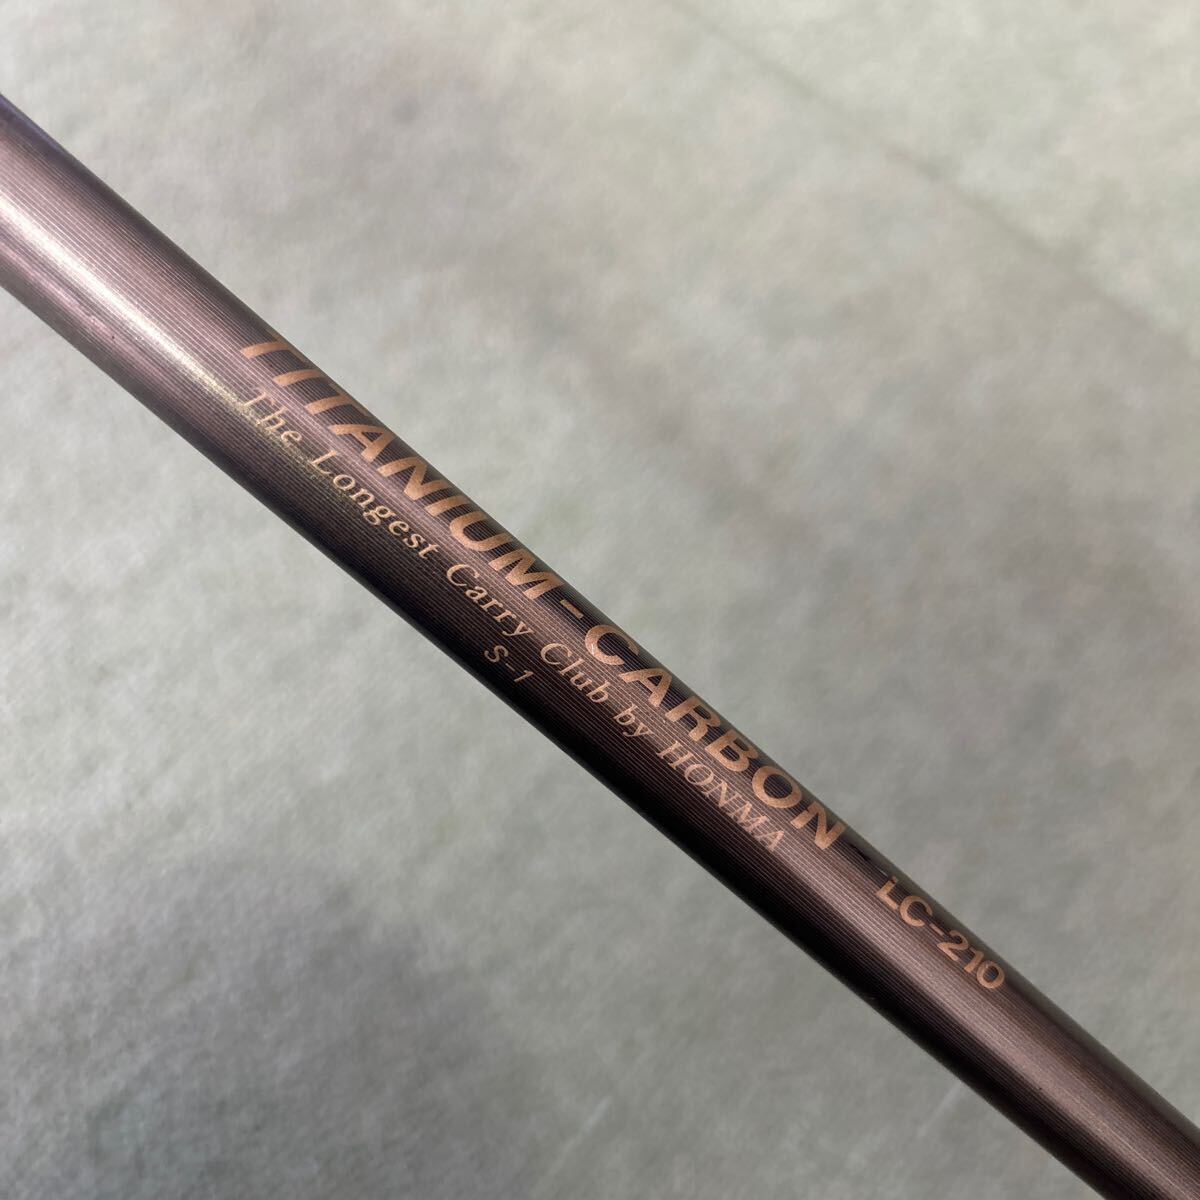 TITANIUM-CARBON LC-210
The Longest Carry Club by HONMA
S-1